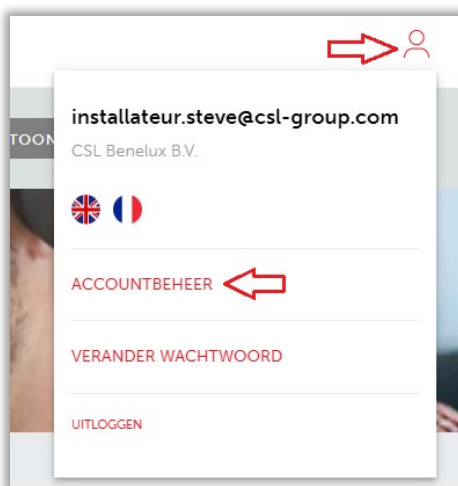 installateur.steve@csl-group.com
TOON
CSL Benelux B.V.
ACCOUNTBEHEER
VERANDER WACHTWOORD
UITLOGGEN